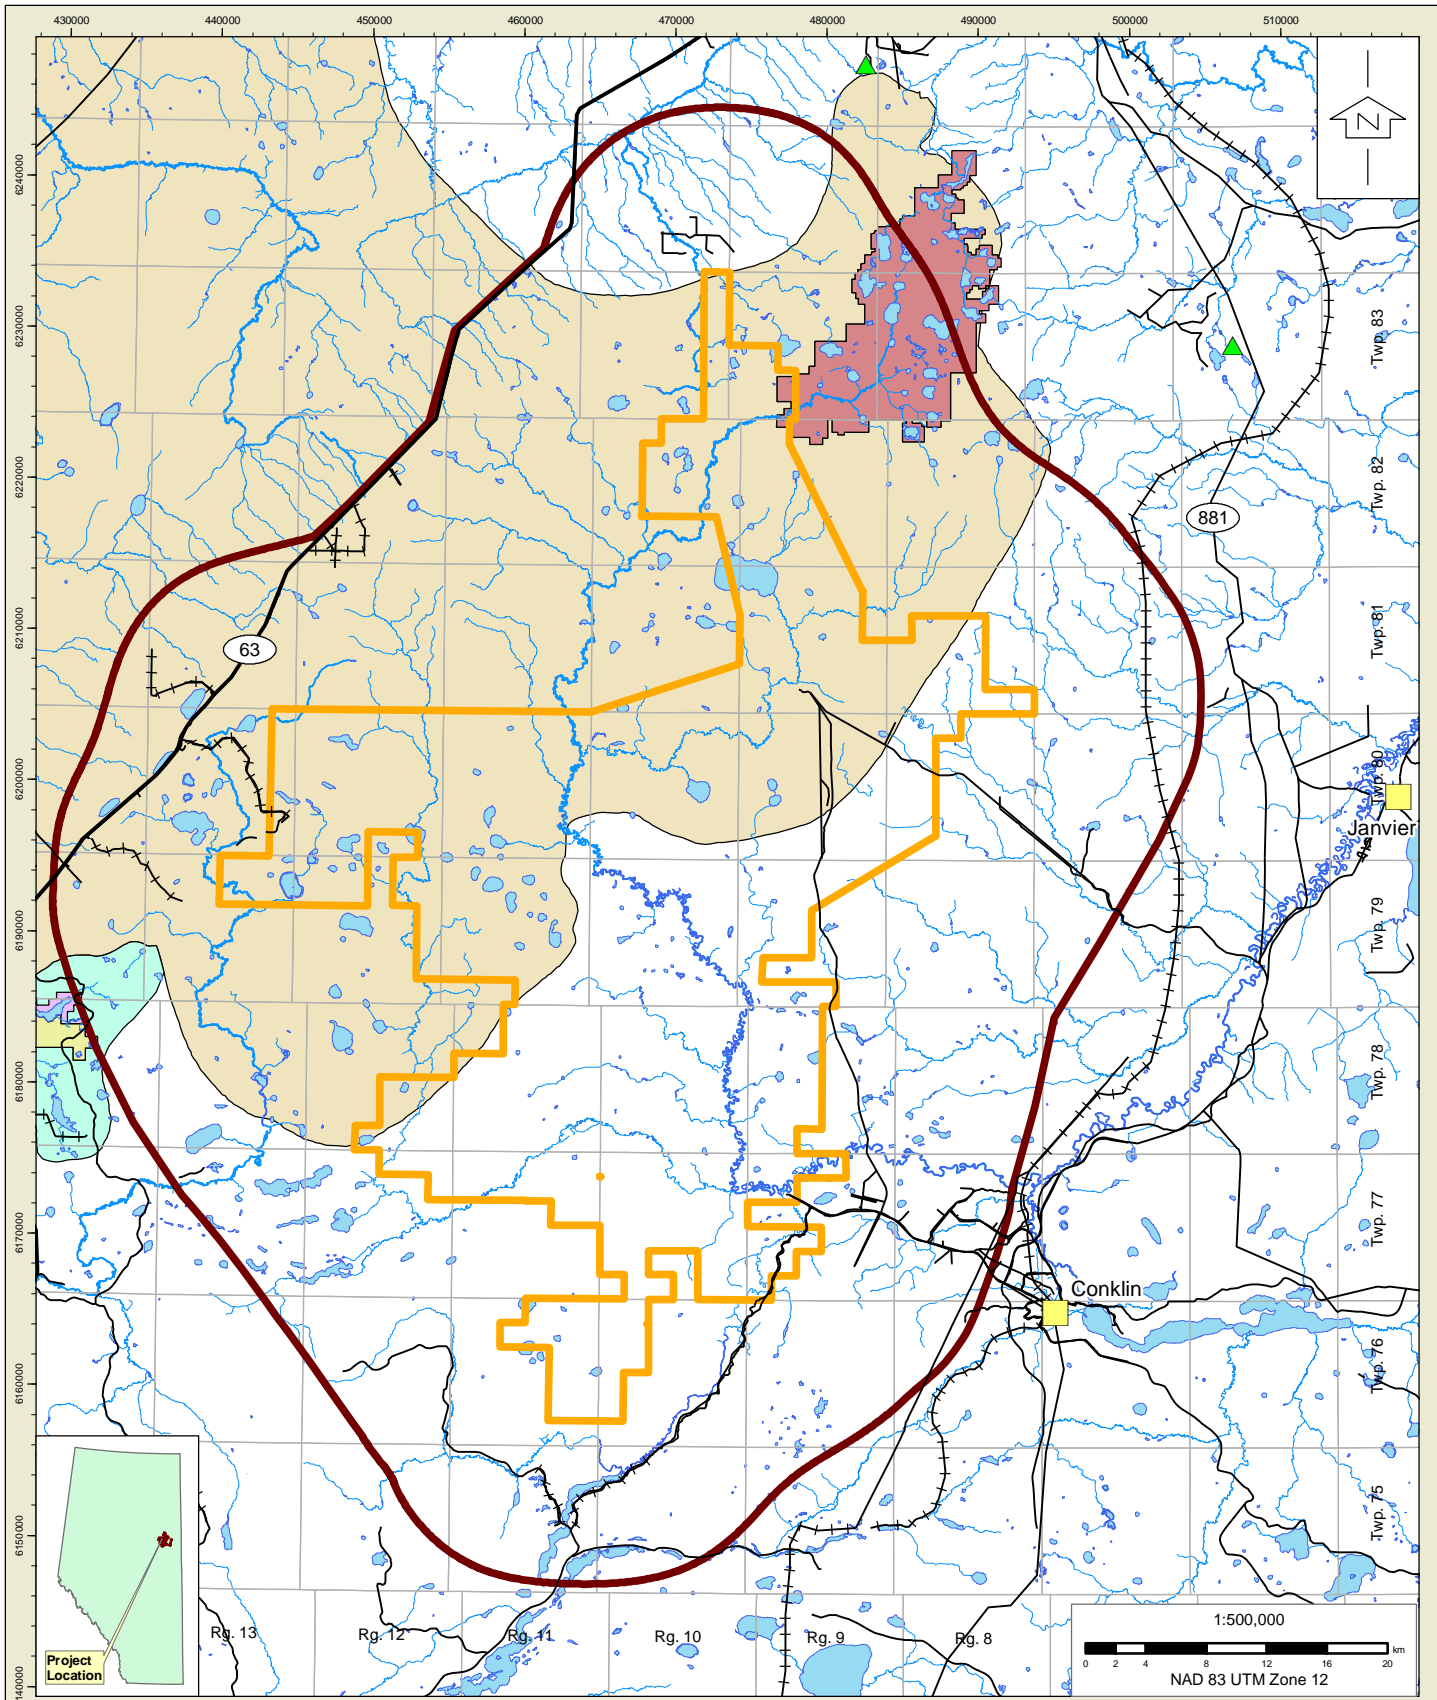 430000 440000 450000 460000 470000 480000 490000 500000 510000
6240000
6230000
6220000
6210000
6200000
6190000
6180000
6170000
6160000
6150000
6140000
N
Twp. 83
Twp. 82
881
Twp. 81
63
Twp. 80
Janvier
Twp. 79
Twp. 78
Twp. 77
Conklin
Twp. 76
Twp. 75
Rg. 13 Rg. 12 Rg. 11 Rg. 10 Rg. 9 Rg. 8
Project
Location
1:500,000
km
0 2 4 8 12 16 20
NAD 83 UTM Zone 12